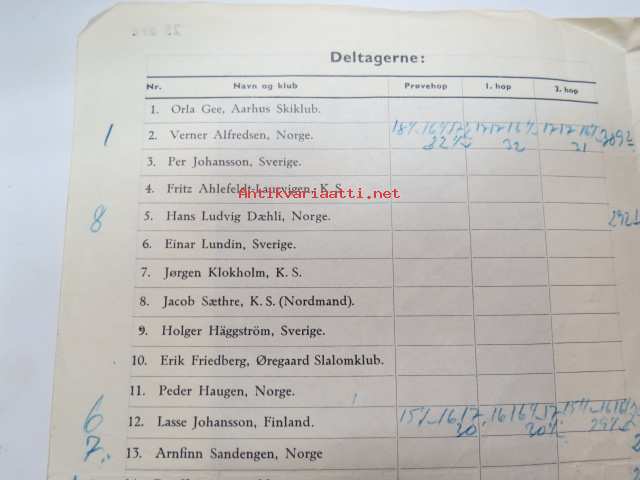 Deltagerne:
Nr. Navn og klub Prøvehop 1. hop 2. hop
1. Orla Gee, Aarhus Skiklub.
1 2. Verner Alfredsen, Norge.
32 31
3. Per Johansson, Sverige.
4. Fritz Ahlefeldt-Laurvigen, K. S.
Antikvariaatti.net
8 5. Hans Ludvig Dæhli, Norge.
6. Einar Lundin, Sverige.
7. Jørgen Klokholm, K. S.
8. Jacob Sæthre, K. S. (Nordmand).
9. Holger Häggström, Sverige.
10. Erik Friedberg, Øregaard Slalomklub.
11. Peder Haugen, Norge.
6 12. Lasse Johansson, Finland.
30
7. 13. Arnfinn Sandengen, Norge